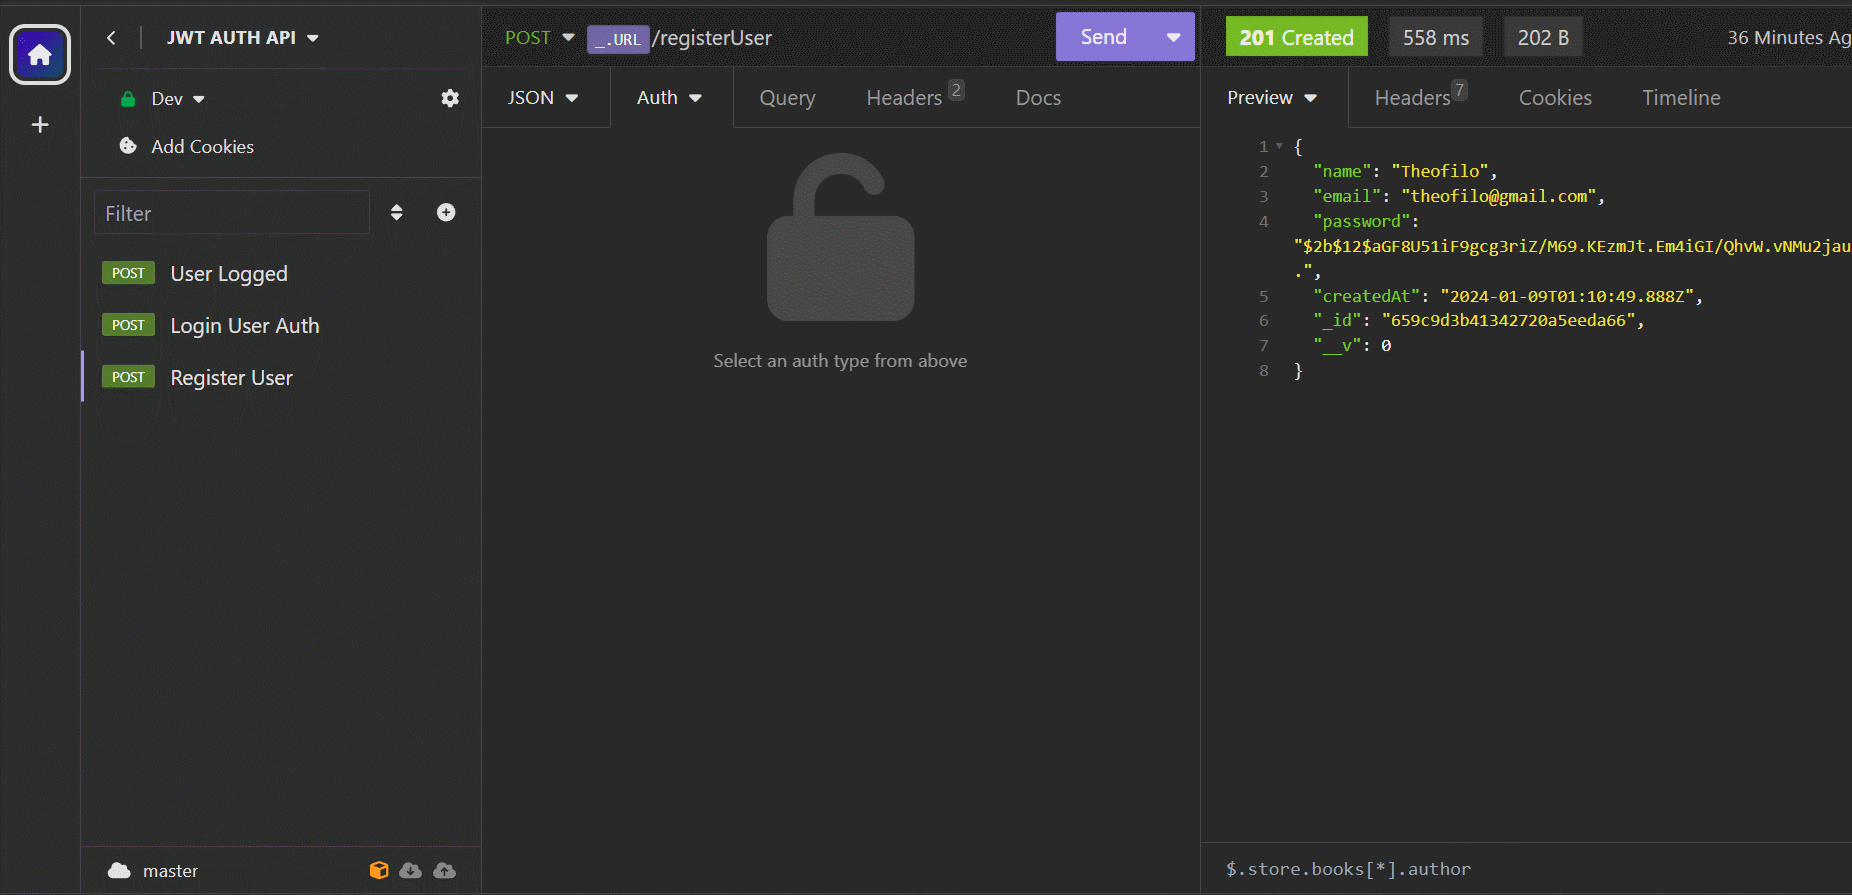 JWT AUTH API
POST _.URL /registerUser Send
201 Created 558 ms 202 B 36 Minutes Ag
Dev
Add Cookies
JSON Auth Query Headers 2 Docs
Preview Headers 7 Cookies Timeline
Filter
POST User Logged
POST Login User Auth
POST Register User
Select an auth type from above
1 {
2 "name": "Theofilo",
3 "email": "theofilo@gmail.com",
4 "password":
"$2b$12$aGF8U51iF9gcg3riZ/M69.KEzmJt.Em4iGI/QhvW.vNMu2jau
.",
5 "createdAt": "2024-01-09T01:10:49.888Z",
6 "_id": "659c9d3b41342720a5eeda66",
7 "__v": 0
8 }
master
$.store.books[*].author